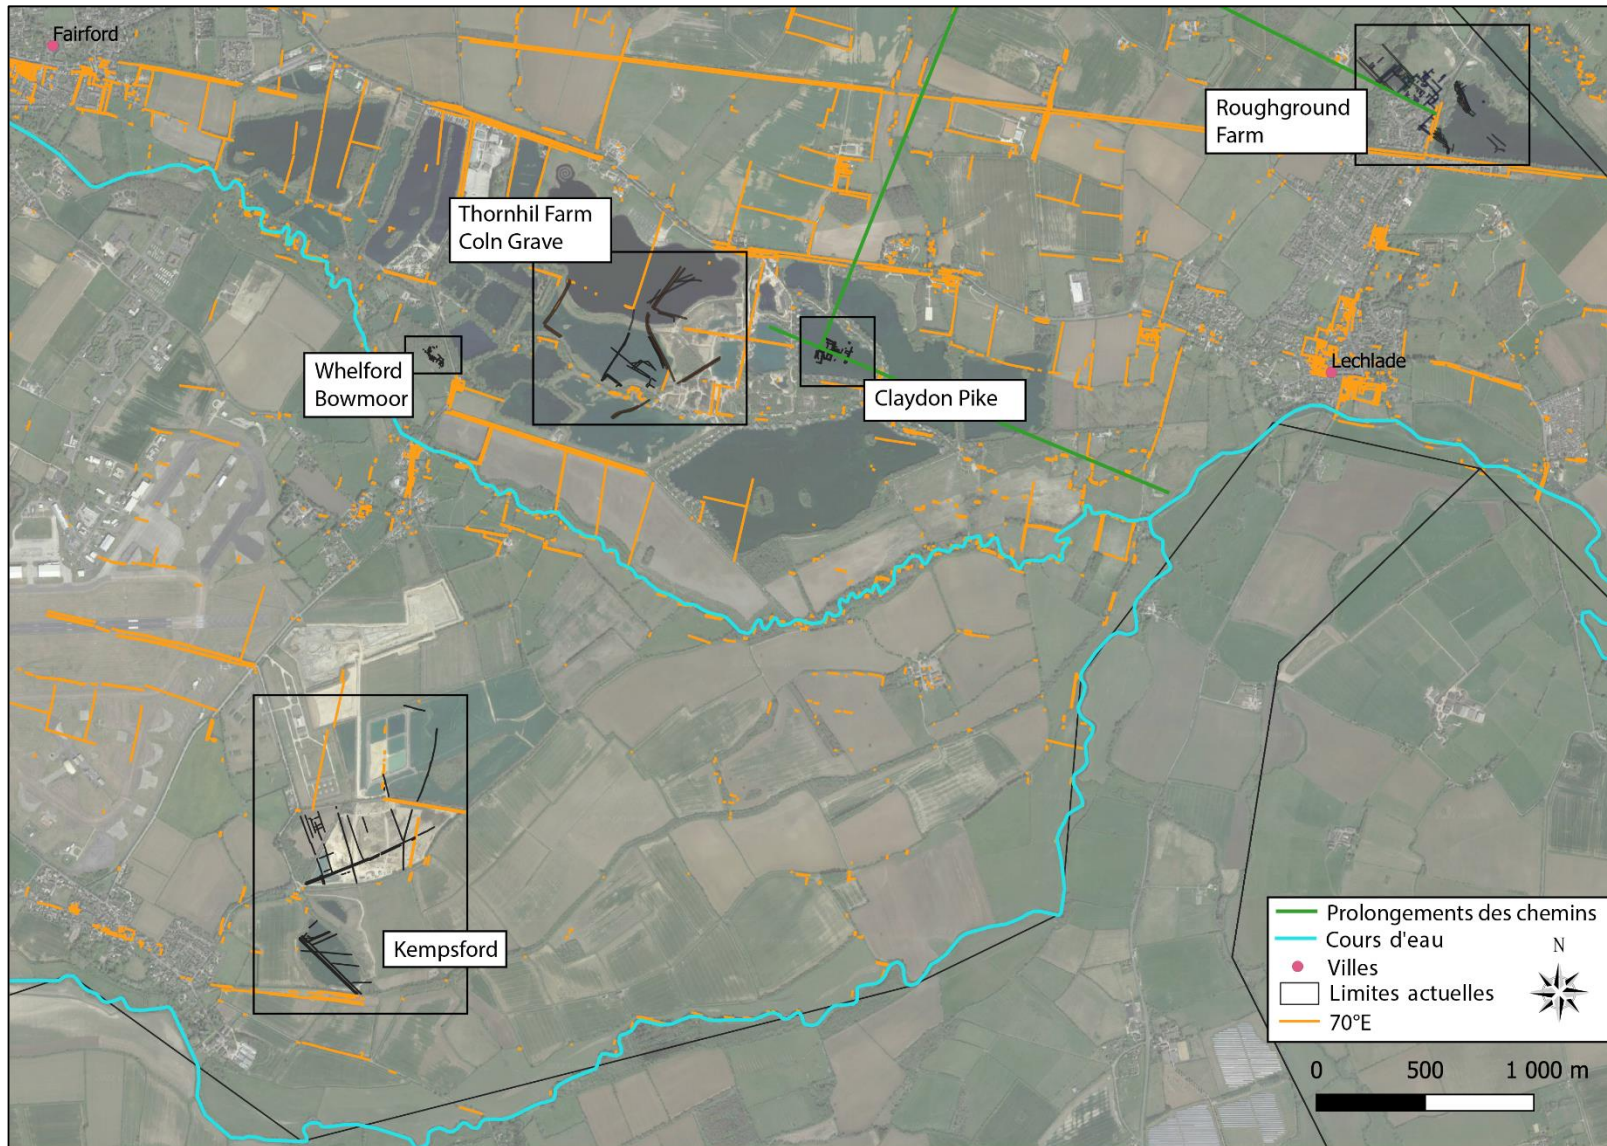 Fairford
Roughground
Farm
Thornhil Farm
Coln Grave
Whelford
Bowmoor
Claydon Pike
Lechlade
Kempsford
Prolongements des chemins
Cours d'eau
Villes
Limites actuelles
70°E
N
0 500 1 000 m